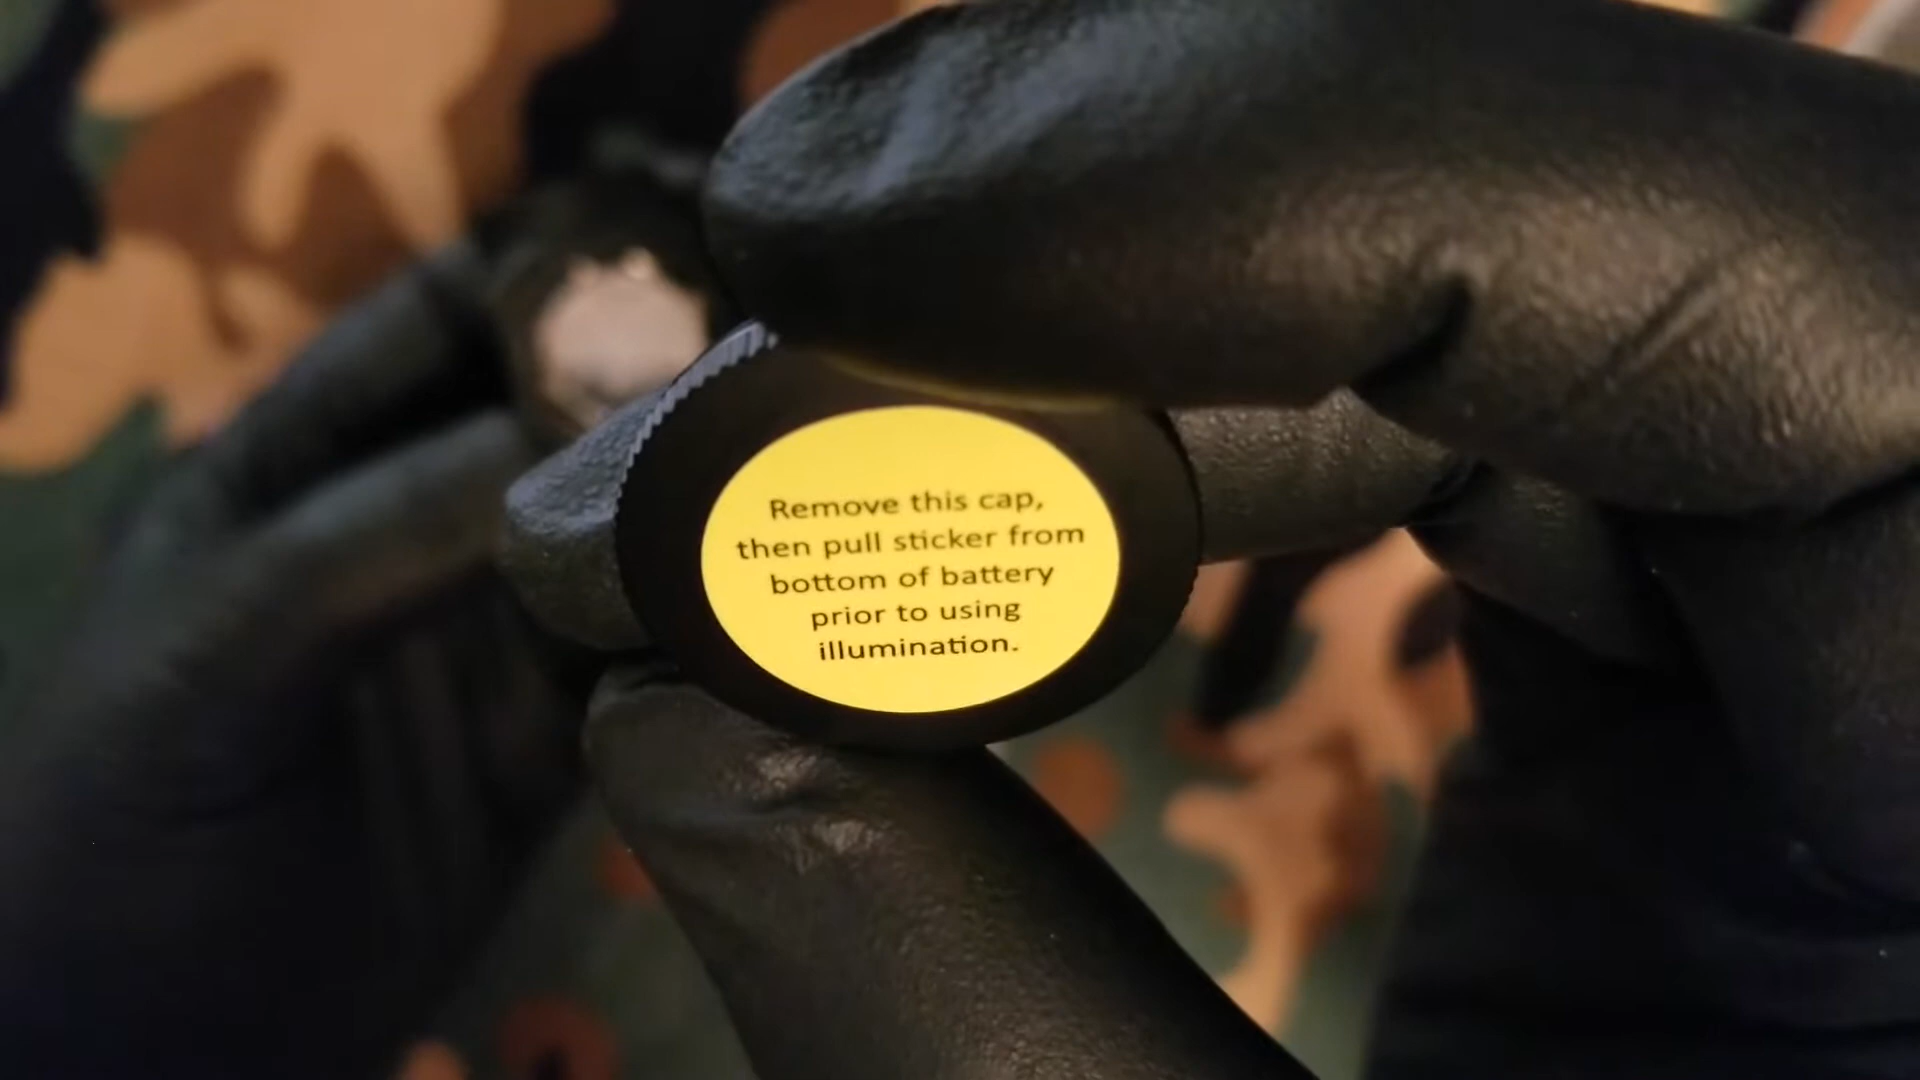 Remove this cap,
then pull sticker from
bottom of battery
prior to using
illumination.